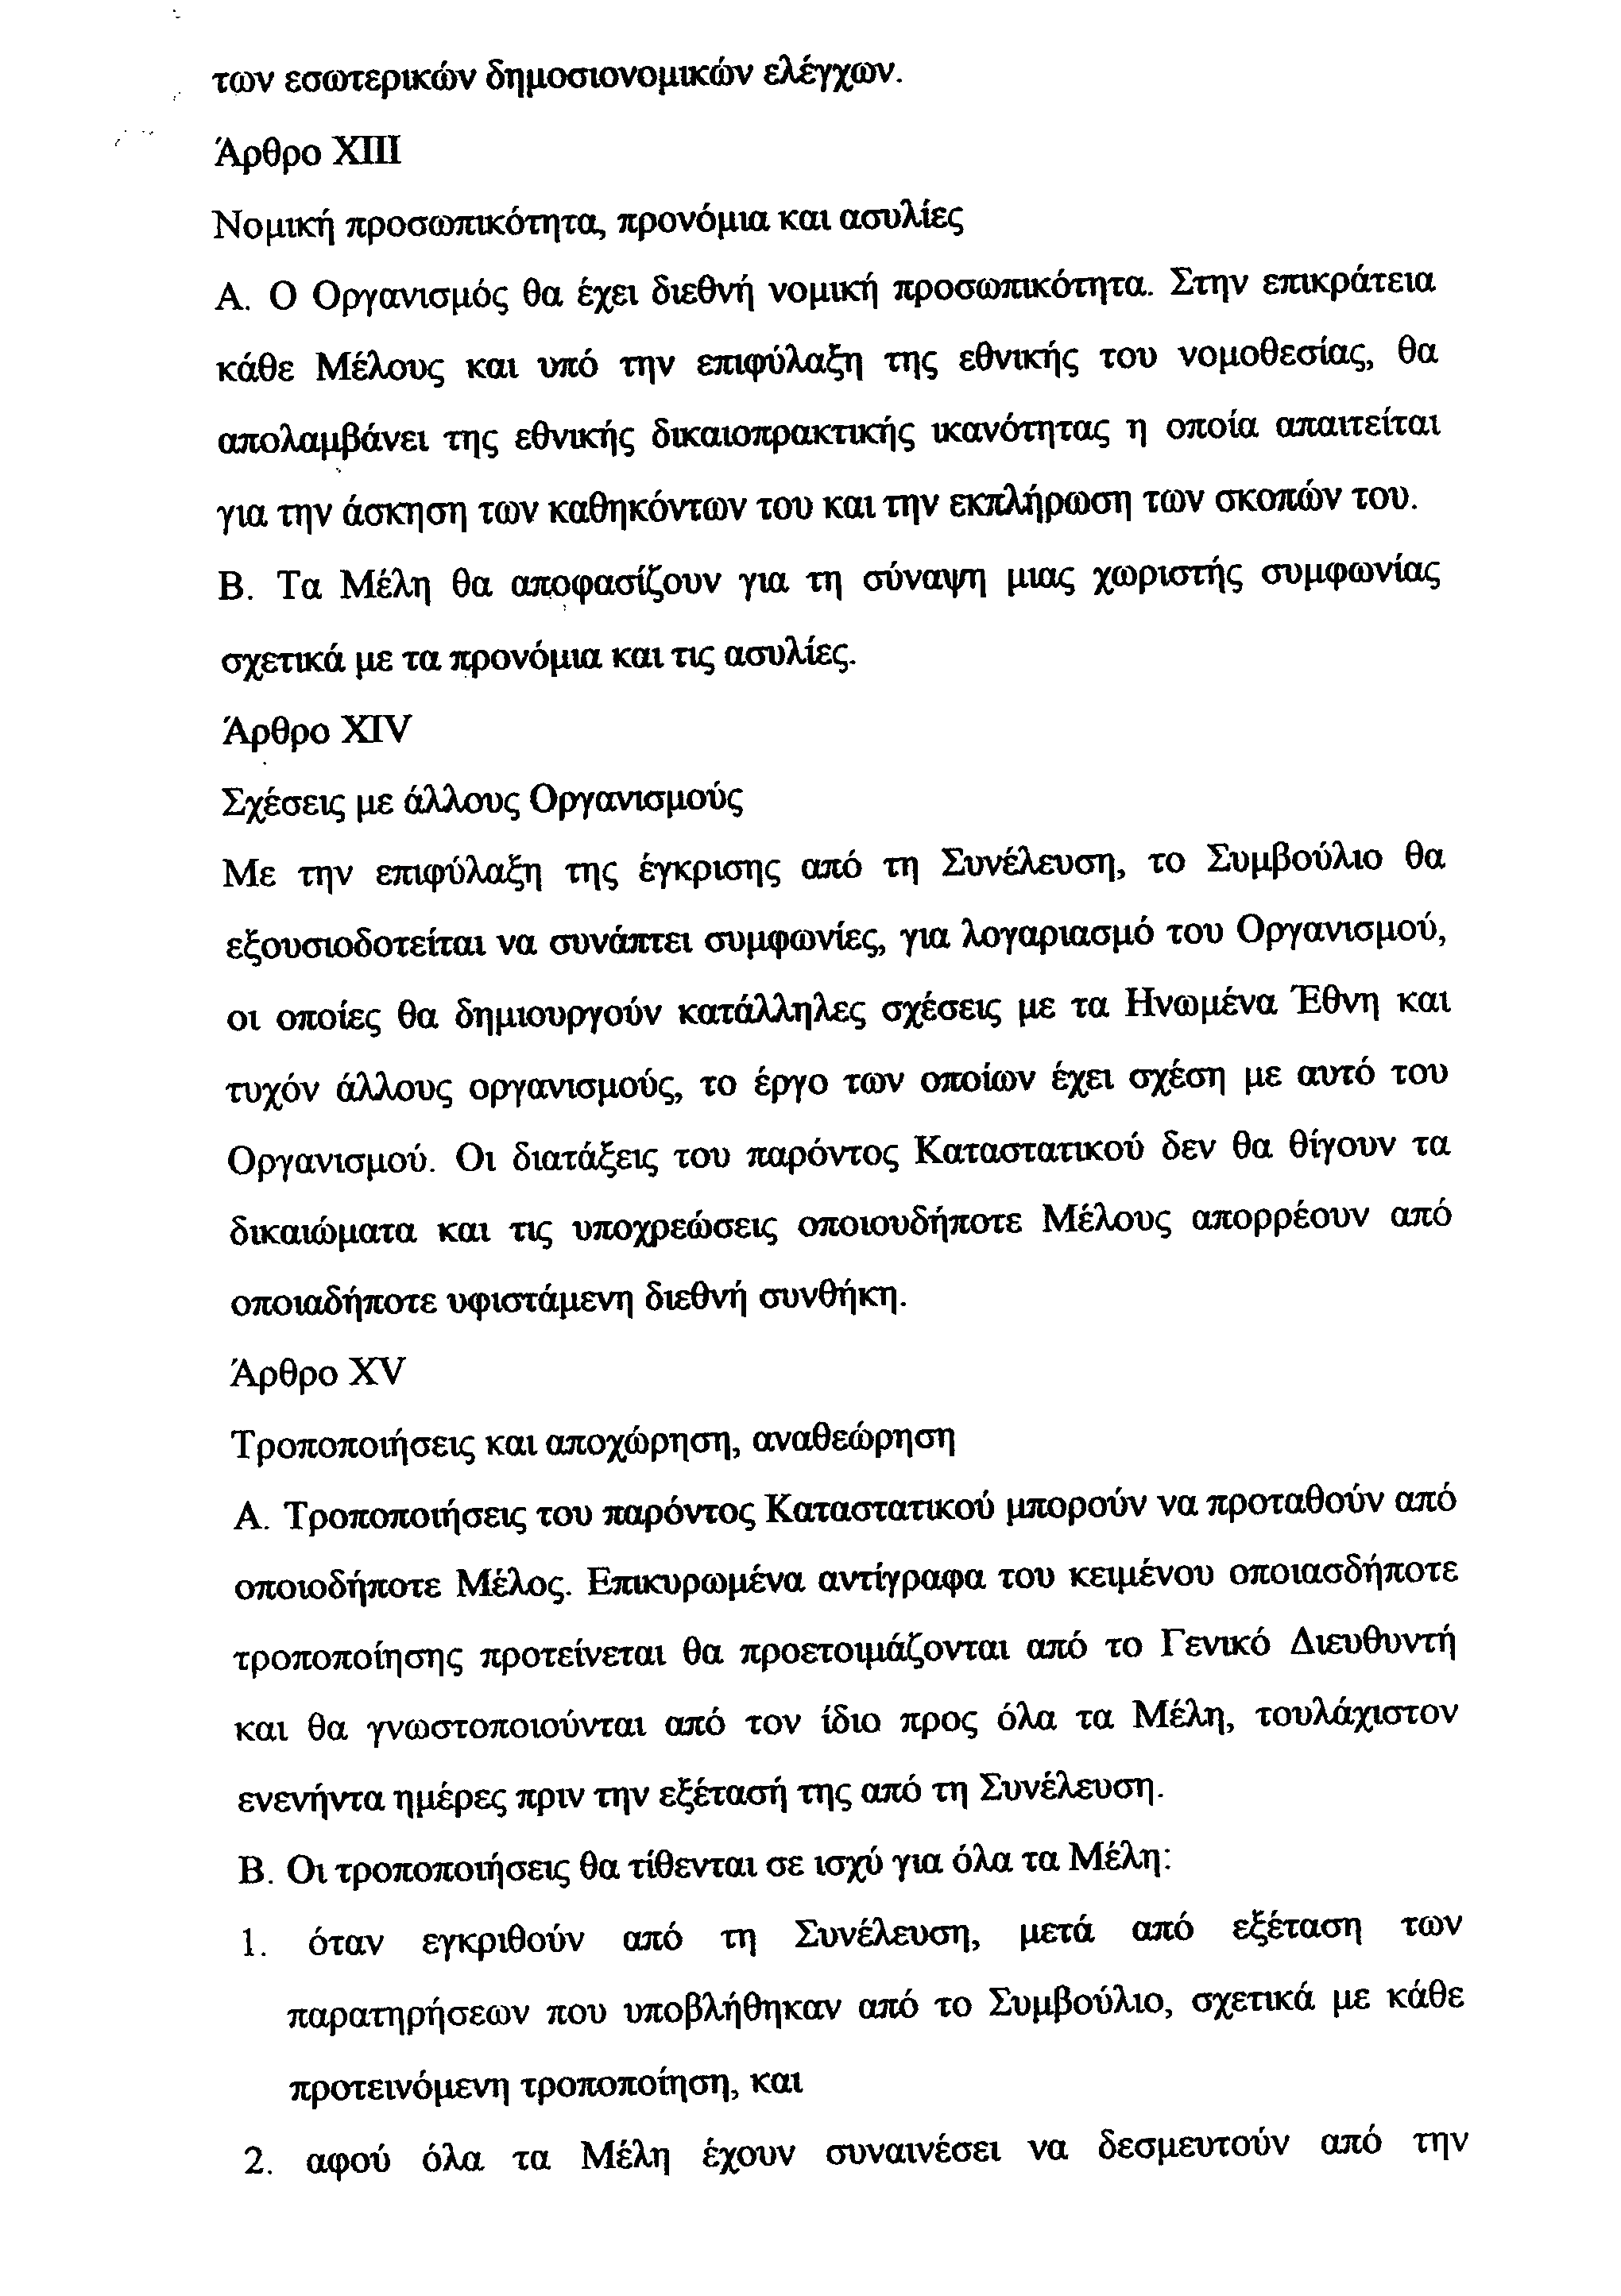 των εσωτερικών δημοσιονομικών ελέγχων.
Άρθρο XIII
Νομική προσωπικότητα, προνόμια και ασυλίες
Α. Ο Οργανισμός θα έχει διεθνή νομική προσωπικότητα. Στην επικράτεια
κάθε Μέλους και υπό την επιφύλαξη της εθνικής του νομοθεσίας, θα
απολαμβάνει της εθνικής δικαιοπρακτικής ικανότητας η οποία απαιτείται
για την άσκηση των καθηκόντων του και την εκπλήρωση των σκοπών του.
Β. Τα Μέλη θα αποφασίζουν για τη σύναψη μιας χωριστής συμφωνίας
σχετικά με τα προνόμια και τις ασυλίες.
Άρθρο XIV
Σχέσεις με άλλους Οργανισμούς
Με την επιφύλαξη της έγκρισης από τη Συνέλευση, το Συμβούλιο θα
εξουσιοδοτείται να συνάπτει συμφωνίες, για λογαριασμό του Οργανισμού,
οι οποίες θα δημιουργούν κατάλληλες σχέσεις με τα Ηνωμένα Έθνη και
τυχόν άλλους οργανισμούς, το έργο των οποίων έχει σχέση με αυτό του
Οργανισμού. Οι διατάξεις του παρόντος Καταστατικού δεν θα θίγουν τα
δικαιώματα και τις υποχρεώσεις οποιουδήποτε Μέλους απορρέουν από
οποιαδήποτε υφιστάμενη διεθνή συνθήκη.
Άρθρο XV
Τροποποιήσεις και αποχώρηση, αναθεώρηση
Α. Τροποποιήσεις του παρόντος Καταστατικού μπορούν να προταθούν από
οποιοδήποτε Μέλος. Επικυρωμένα αντίγραφα του κειμένου οποιασδήποτε
τροποποίησης προτείνεται θα προετοιμάζονται από το Γενικό Διευθυντή
και θα γνωστοποιούνται από τον ίδιο προς όλα τα Μέλη, τουλάχιστον
ενενήντα ημέρες πριν την εξέτασή της από τη Συνέλευση.
Β. Οι τροποποιήσεις θα τίθενται σε ισχύ για όλα τα Μέλη:
1. όταν εγκριθούν από τη Συνέλευση, μετά από εξέταση των
παρατηρήσεων που υποβλήθηκαν από το Συμβούλιο, σχετικά με κάθε
προτεινόμενη τροποποίηση, και
2. αφού όλα τα Μέλη έχουν συναινέσει να δεσμευτούν από την